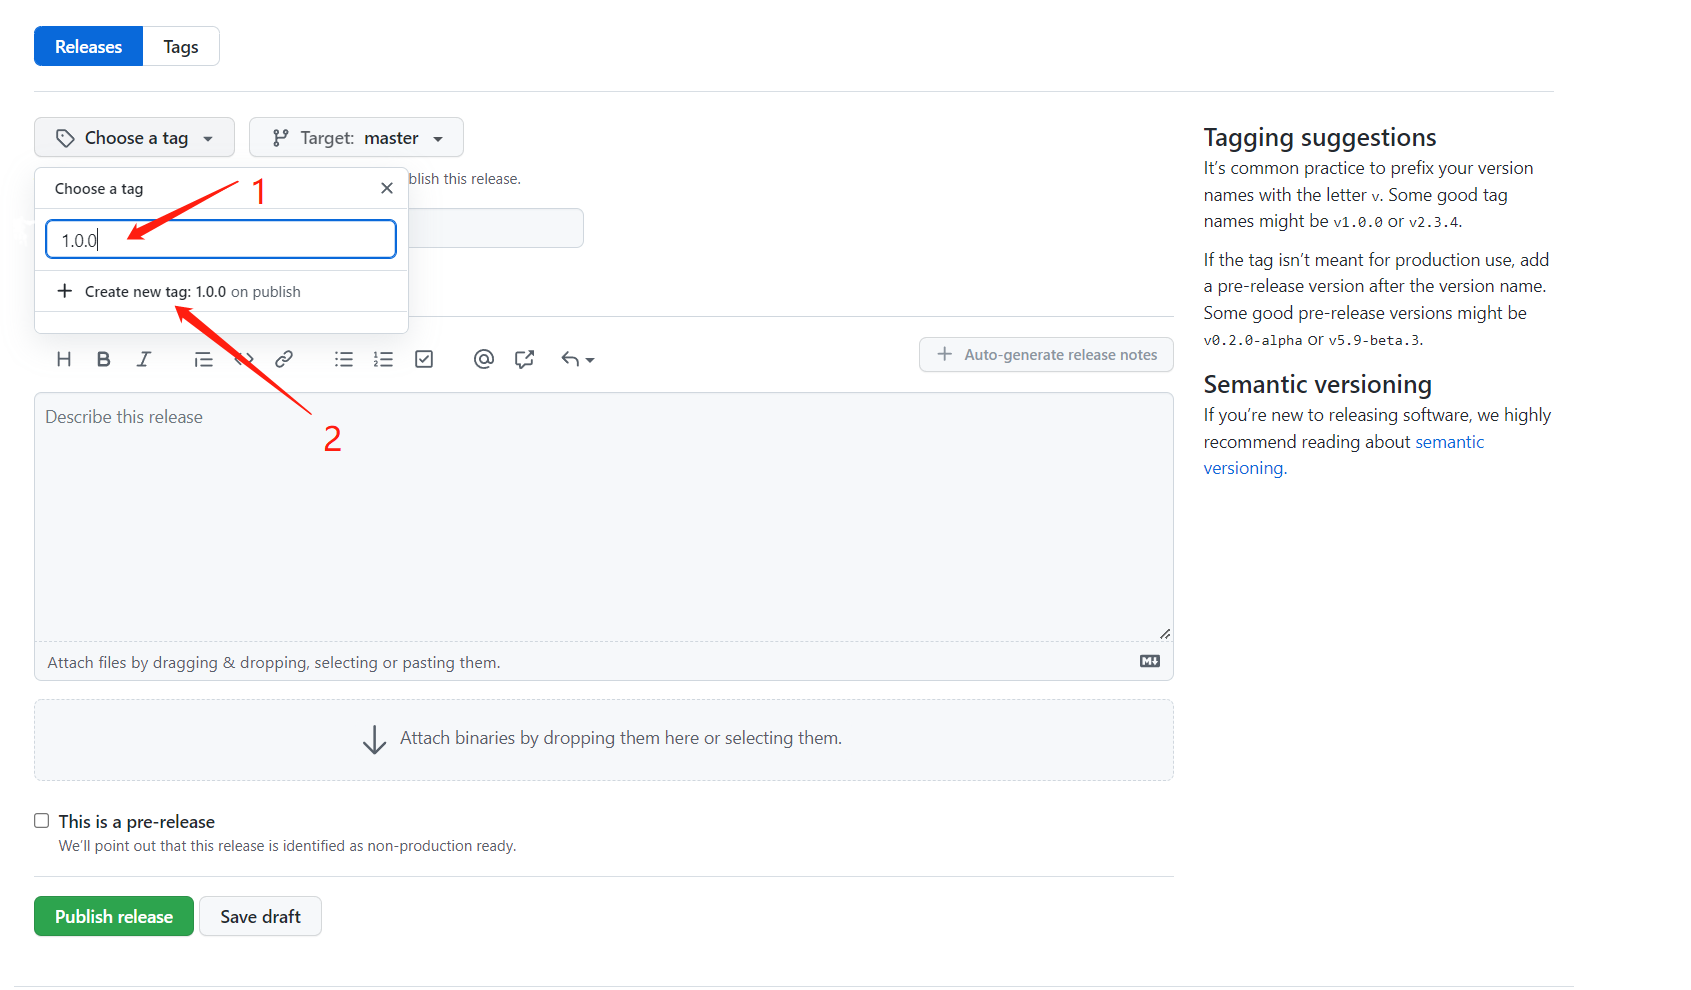 Releases
Tags
Choose a tag
Target: master
Choose a tag
1
blish this release.
1.0.0
Create new tag: 1.0.0 on publish
H B I
@
Auto-generate release notes
Describe this release
2
Attach files by dragging & dropping, selecting or pasting them.
M
Attach binaries by dropping them here or selecting them.
This is a pre-release
We'll point out that this release is identified as non-production ready.
Publish release
Save draft
Tagging suggestions
It's common practice to prefix your version
names with the letter v. Some good tag
names might be v1.0.0 or v2.3.4.
If the tag isn't meant for production use, add
a pre-release version after the version name.
Some good pre-release versions might be
v0.2.0-alpha or v5.9-beta.3.
Semantic versioning
If you're new to releasing software, we highly
recommend reading about semantic
versioning.